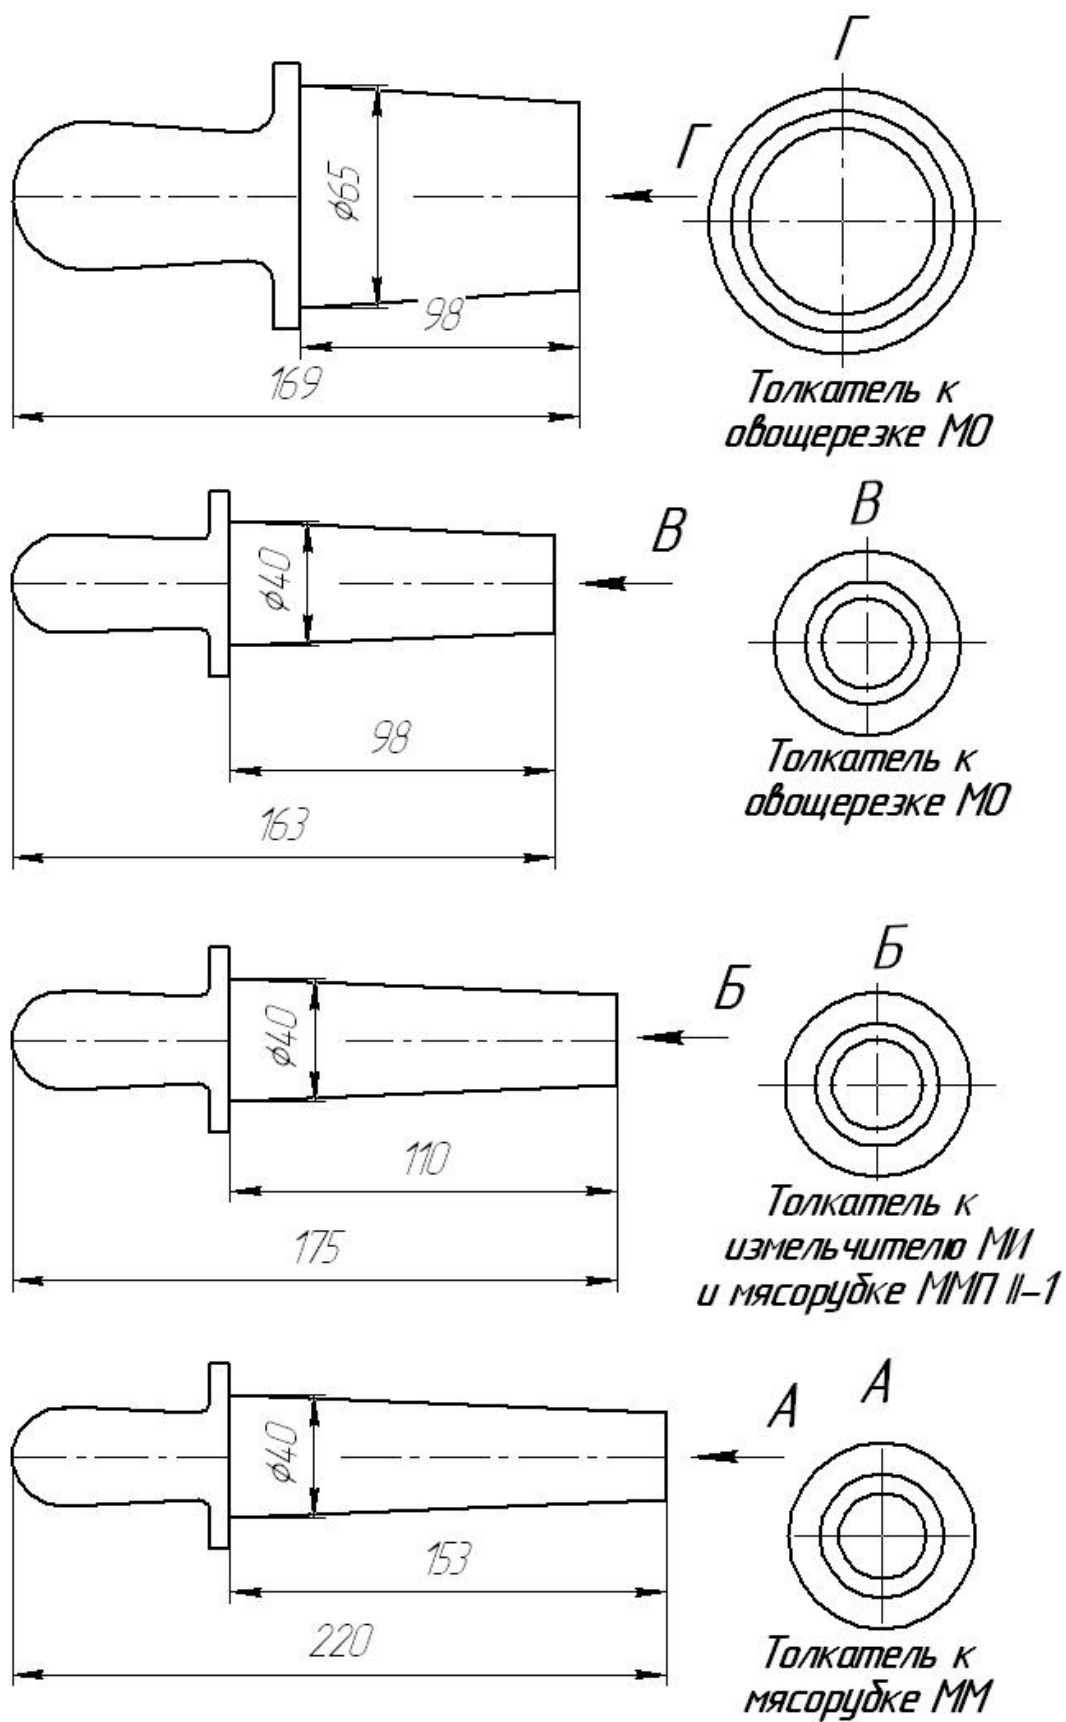 Г
Г
ϕ65
98
169
Толкатель к
овощерезке МО
В
В
ϕ40
98
163
Толкатель к
овощерезке МО
Б
Б
ϕ40
110
175
Толкатель к
измельчителю МИ
и мясорубке ММП II-1
А
А
ϕ40
153
220
Толкатель к
мясорубке ММ